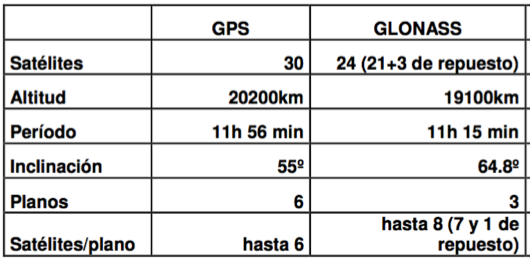 GPS GLONASS
Satélites 30 24 (21+3 de repuesto)
Altitud 20200km 19100km
Período 11h 56 min 11h 15 min
Inclinación 55º 64.8º
Planos 6 3
hasta 8 (7 y 1 de
Satélites/plano hasta 6 repuesto)